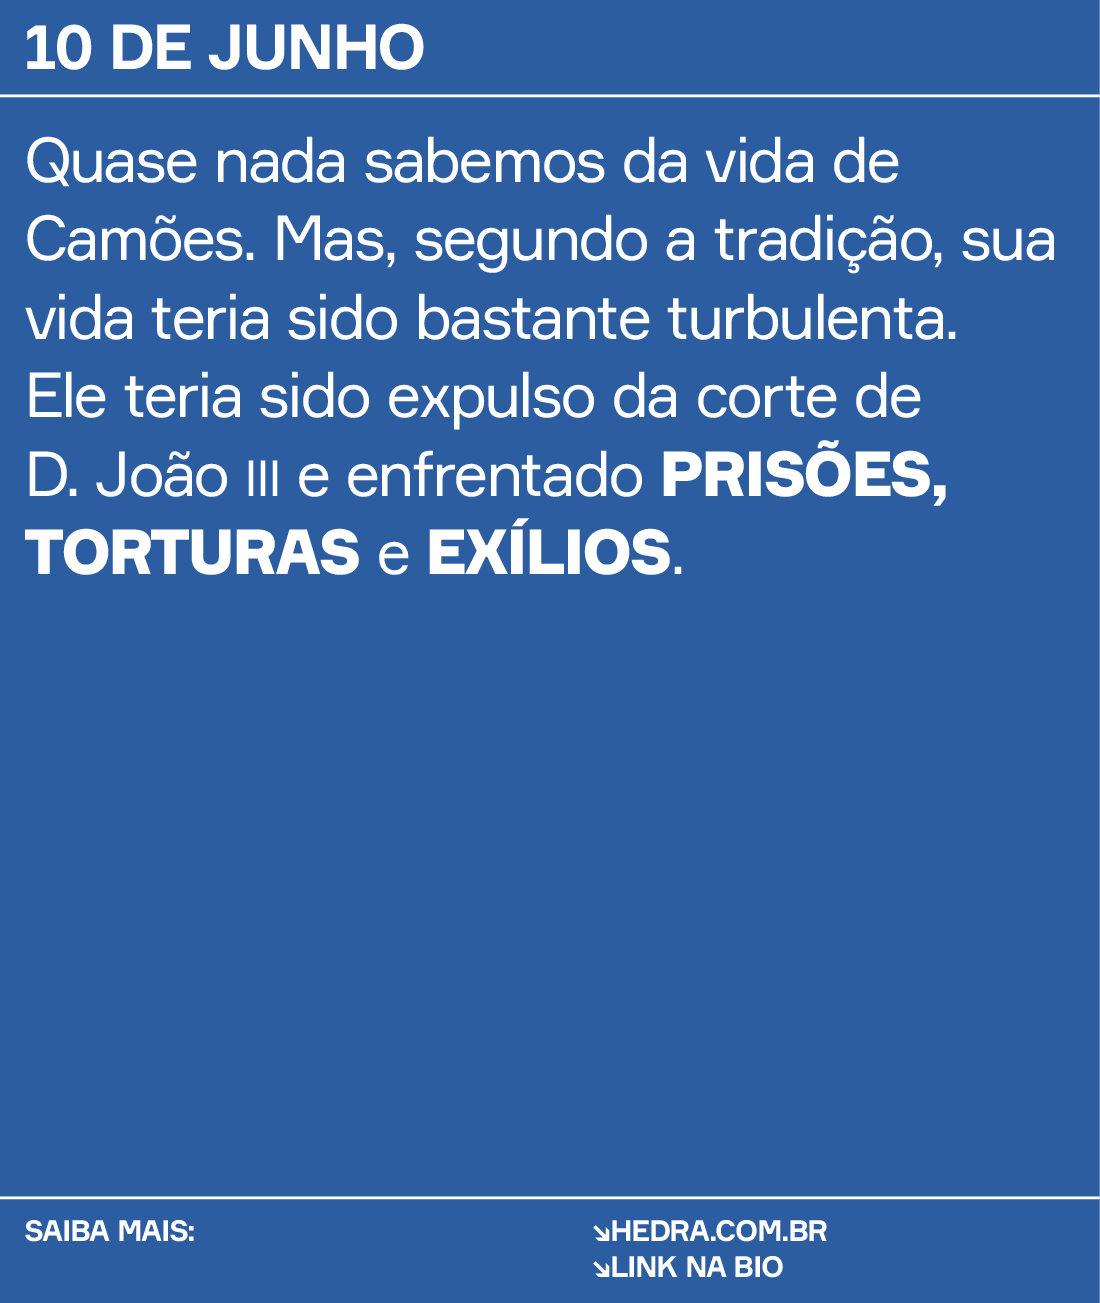 10 DE JUNHO
Quase nada sabemos da vida de
Camões. Mas, segundo a tradição, sua
vida teria sido bastante turbulenta.
Ele teria sido expulso da corte de
D. João III e enfrentado PRISÕES,
TORTURAS e EXÍLIOS.
SAIBA MAIS:
↘HEDRA.COM.BR
↘LINK NA BIO